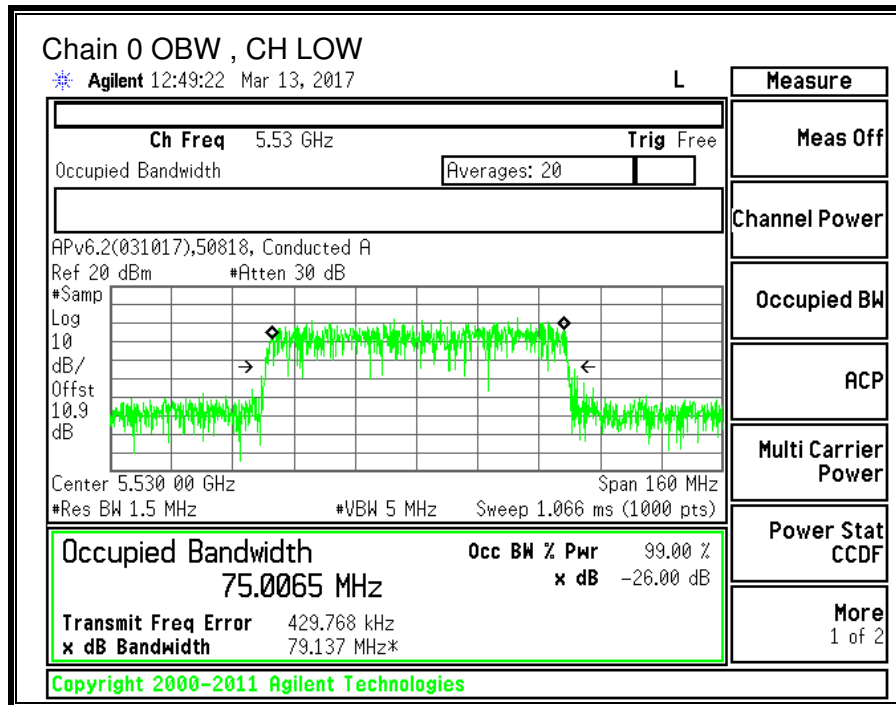 Chain 0 OBW , CH LOW
Agilent 12:49:22 Mar 13, 2017 L
Measure
Ch Freq 5.53 GHz Trig Free
Meas Off
Occupied Bandwidth Averages: 20
Channel Power
APv6.2(031017),50818, Conducted A
Ref 20 dBm #Atten 30 dB
#Samp
Log
10
dB/
Offst
10.9
dB
Occupied BW
ACP
Multi Carrier
Power
Center 5.530 00 GHz Span 160 MHz
#Res BW 1.5 MHz #VBW 5 MHz Sweep 1.066 ms (1000 pts)
Power Stat
CCDF
Occupied Bandwidth Occ BW % Pwr 99.00 %
75.0065 MHz x dB -26.00 dB
Transmit Freq Error 429.768 kHz
x dB Bandwidth 79.137 MHz*
More
1 of 2
Copyright 2000-2011 Agilent Technologies